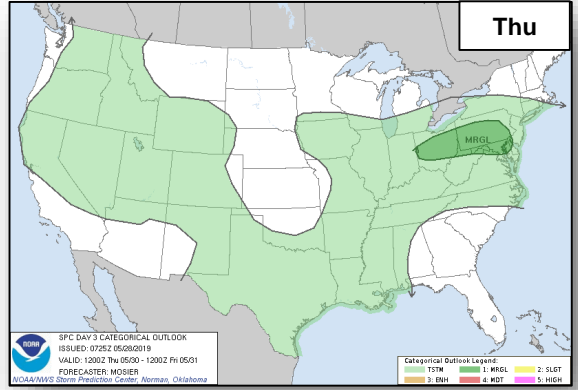 Thu
MRGL
NOAA
SPC DAY 3 CATEGORICAL OUTLOOK
ISSUED: 0725Z 05/28/2019
VALID: 1200Z Thu 05/30 - 1200Z Fri 05/31
FORECASTER: MOSIER
NOAA/NWS Storm Prediction Center, Norman, Oklahoma
Categorical Outlook Legend:
TSTM 1: MRGL 2: SLGT
3: ENH 4: MDT 5: HIGH